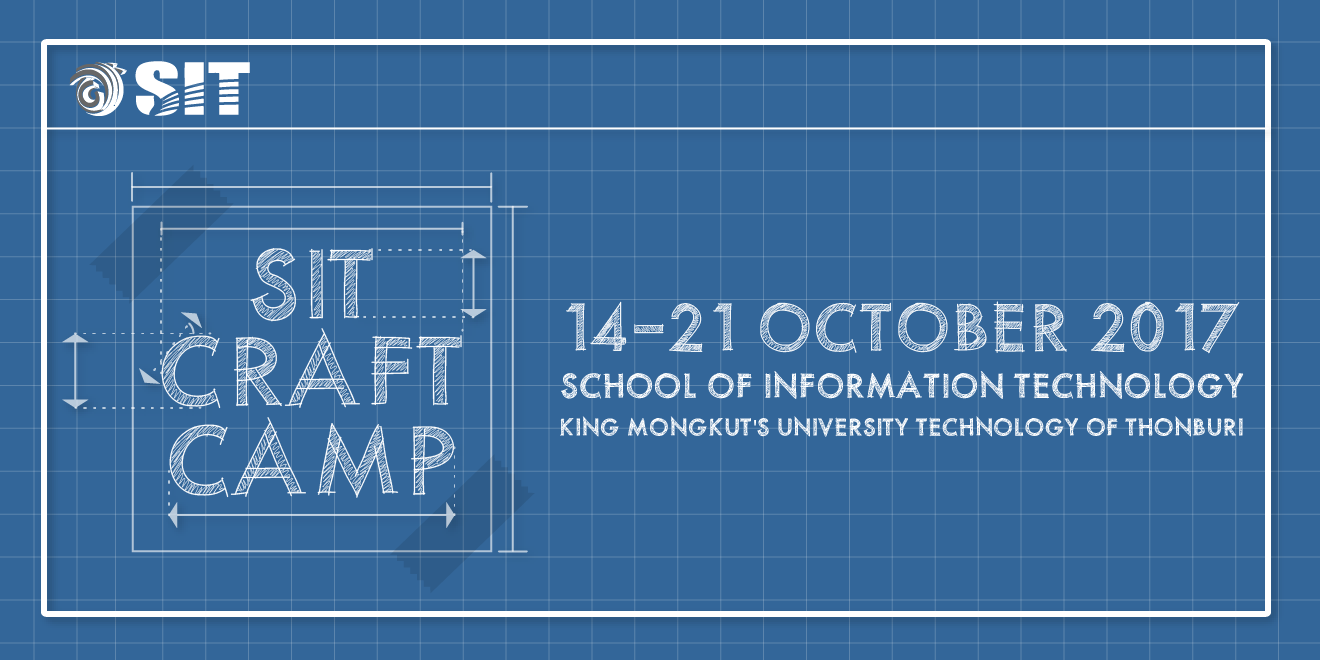 SIT
SIT
CRAFT
CAMP
14–21 OCTOBER 2017
SCHOOL OF INFORMATION TECHNOLOGY
KING MONGKUT'S UNIVERSITY TECHNOLOGY OF THONBURI